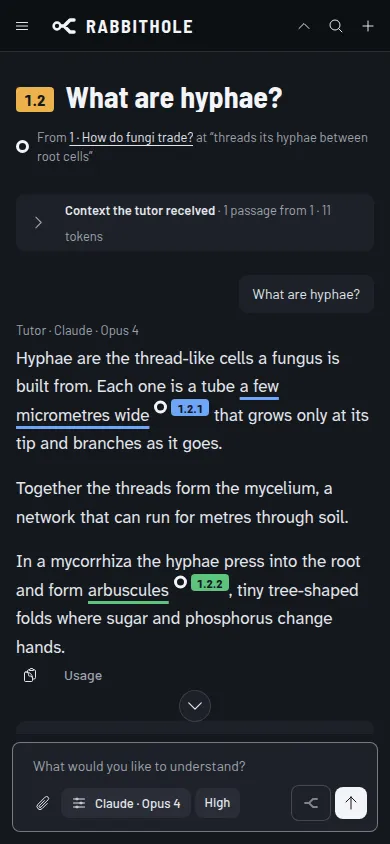 RABBITHOLE
1.2 What are hyphae?
From 1 · How do fungi trade? at “threads its hyphae between
root cells”
Context the tutor received · 1 passage from 1 · 11
tokens
What are hyphae?
Tutor · Claude · Opus 4
Hyphae are the thread-like cells a fungus is
built from. Each one is a tube a few
micrometres wide 1.2.1 that grows only at its
tip and branches as it goes.
Together the threads form the mycelium, a
network that can run for metres through soil.
In a mycorrhiza the hyphae press into the root
and form arbuscules 1.2.2, tiny tree-shaped
folds where sugar and phosphorus change
hands.
Usage
What would you like to understand?
Claude · Opus 4 High